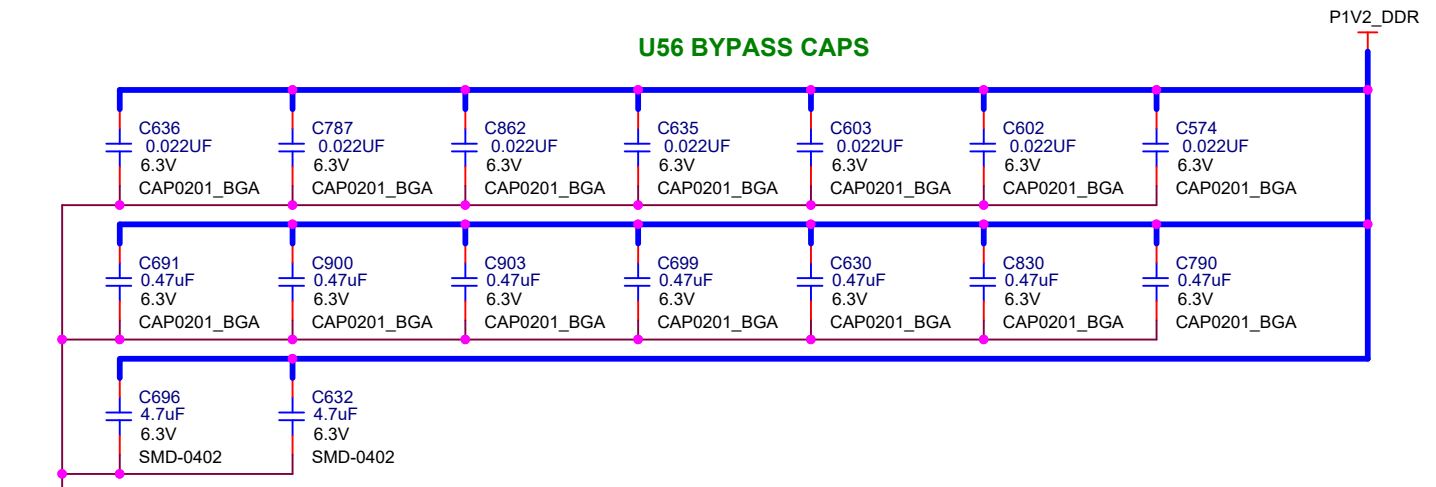 P1V2_DDR
U56 BYPASS CAPS
C636
0.022UF
6.3V
CAP0201_BGA
C787
0.022UF
6.3V
CAP0201_BGA
C862
0.022UF
6.3V
CAP0201_BGA
C635
0.022UF
6.3V
CAP0201_BGA
C603
0.022UF
6.3V
CAP0201_BGA
C602
0.022UF
6.3V
CAP0201_BGA
C574
0.022UF
6.3V
CAP0201_BGA
C691
0.47uF
6.3V
CAP0201_BGA
C900
0.47uF
6.3V
CAP0201_BGA
C903
0.47uF
6.3V
CAP0201_BGA
C699
0.47uF
6.3V
CAP0201_BGA
C630
0.47uF
6.3V
CAP0201_BGA
C830
0.47uF
6.3V
CAP0201_BGA
C790
0.47uF
6.3V
CAP0201_BGA
C696
4.7uF
6.3V
SMD-0402
C632
4.7uF
6.3V
SMD-0402